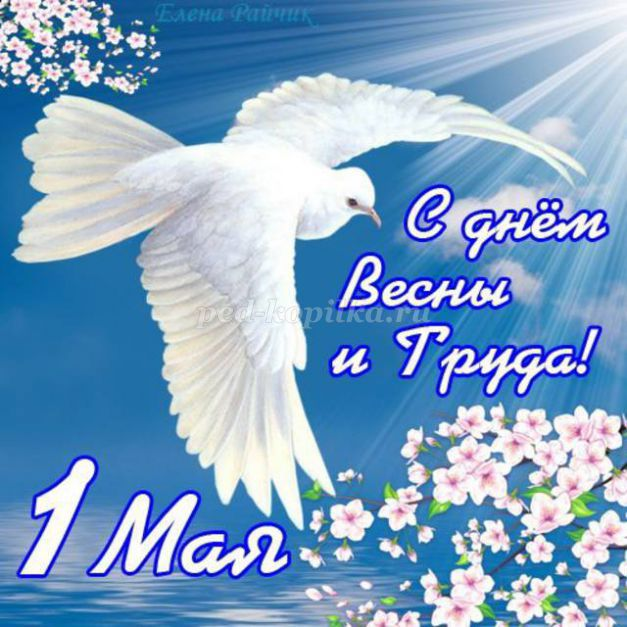 Елена Райчик
С днём
Весны
ped-kopilka.ru
и Труда!
1 Мая